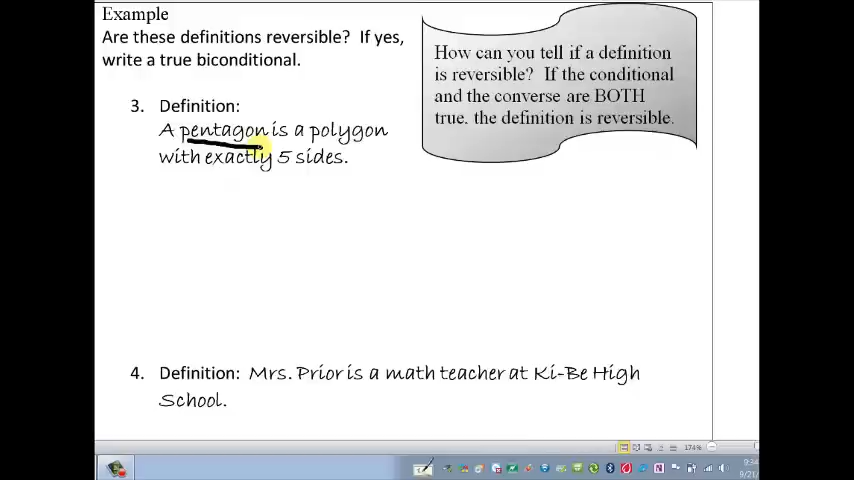 Example
Are these definitions reversible? If yes,
write a true biconditional.
How can you tell if a definition
is reversible? If the conditional
and the converse are BOTH
true, the definition is reversible.
3. Definition:
A pentagon is a polygon
with exactly 5 sides.
4. Definition: Mrs. Prior is a math teacher at Ki-Be High
School.
174%